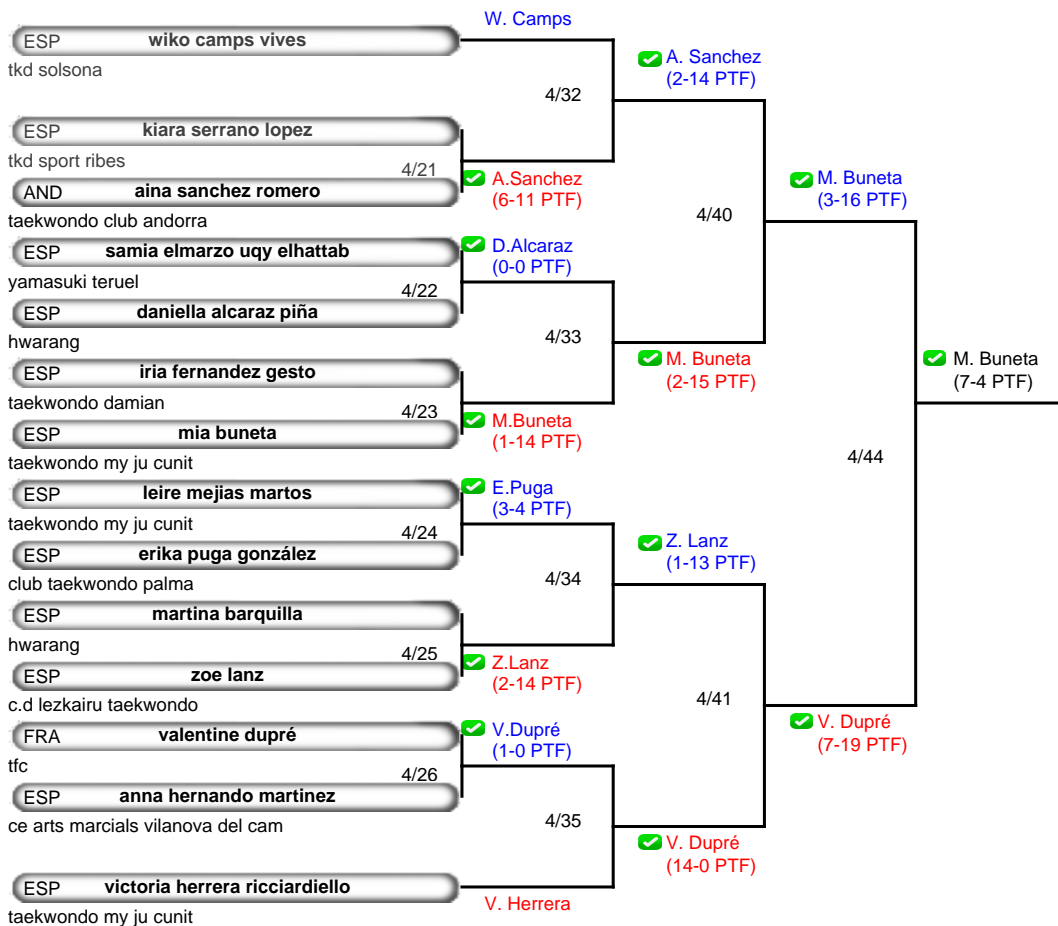 W. Camps
ESP wiko camps vives
tkd solsona
A. Sanchez
(2-14 PTF)
4/32
ESP kiara serrano lopez
tkd sport ribes
4/21
AND aina sanchez romero
A.Sanchez
(6-11 PTF)
taekwondo club andorra
M. Buneta
(3-16 PTF)
4/40
ESP samia elmarzo uqy elhattab
D.Alcaraz
(0-0 PTF)
yamasuki teruel
4/22
ESP daniella alcaraz piña
hwarang
4/33
ESP iria fernandez gesto
M. Buneta
(2-15 PTF)
M. Buneta
(7-4 PTF)
taekwondo damian
4/23
ESP mia buneta
M.Buneta
(1-14 PTF)
taekwondo my ju cunit
4/44
ESP leire mejias martos
E.Puga
(3-4 PTF)
taekwondo my ju cunit
4/24
ESP erika puga gonzález
Z. Lanz
(1-13 PTF)
club taekwondo palma
4/34
ESP martina barquilla
hwarang
4/25
ESP zoe lanz
Z.Lanz
(2-14 PTF)
c.d lezkairu taekwondo
4/41
FRA valentine dupré
V.Dupré
(1-0 PTF)
V. Dupré
(7-19 PTF)
tfc
4/26
ESP anna hernando martinez
ce arts marcials vilanova del cam
4/35
V. Dupré
(14-0 PTF)
ESP victoria herrera ricciardiello
V. Herrera
taekwondo my ju cunit